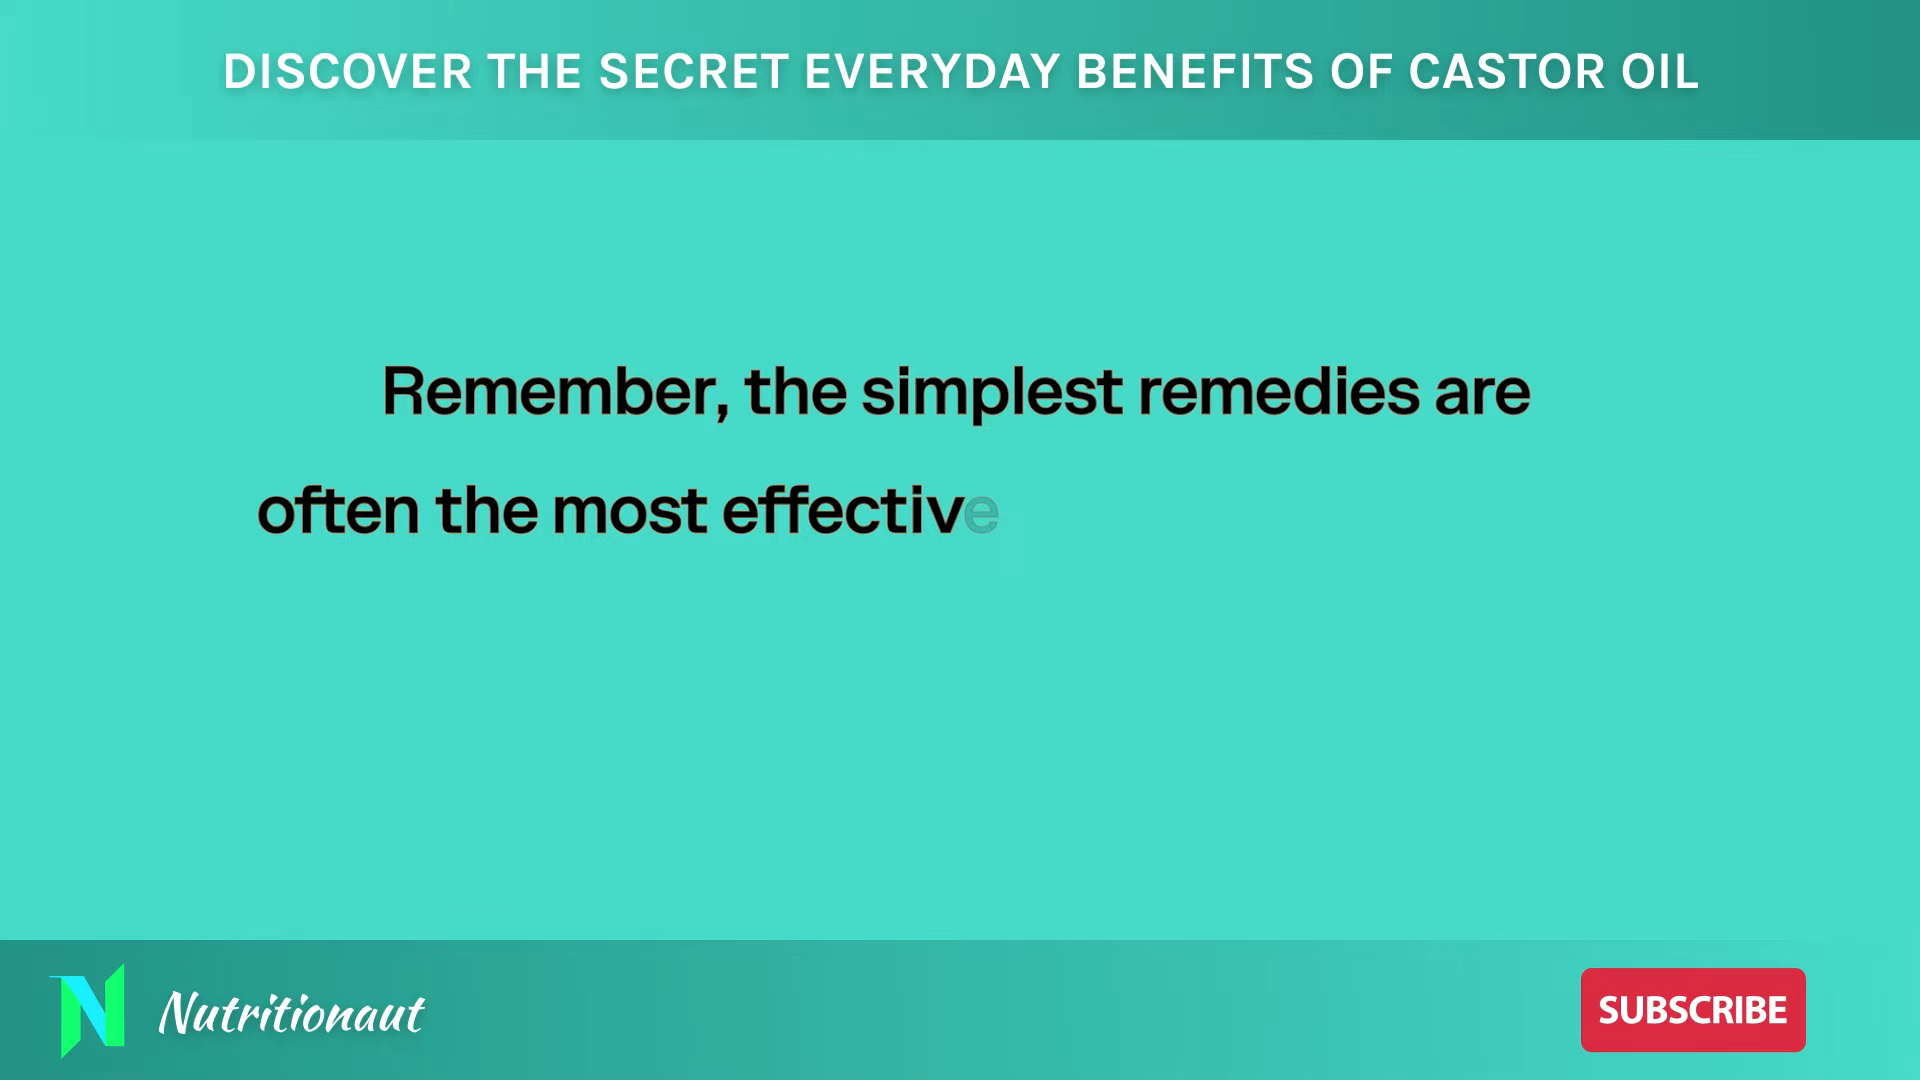 DISCOVER THE SECRET EVERYDAY BENEFITS OF CASTOR OIL
Remember, the simplest remedies are
often the most effective
Nutritionaut
SUBSCRIBE